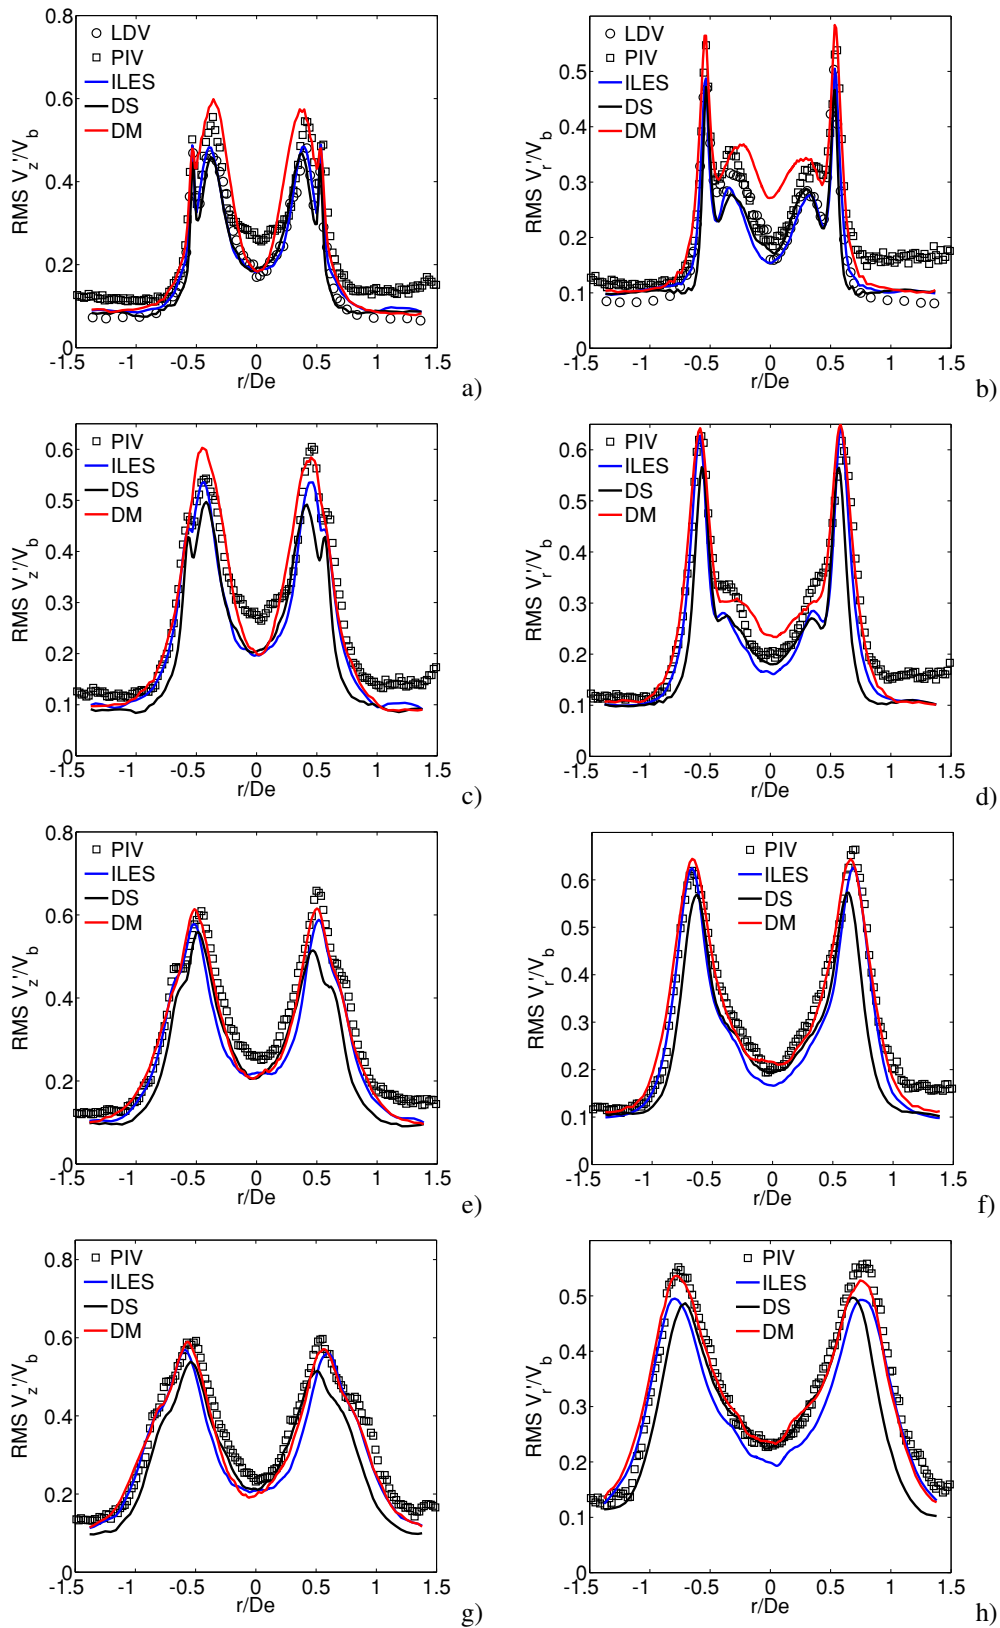 0.8
0.6
0.4
0.2
0
RMS V_z'/V_b
LDV
PIV
ILES
DS
DM
-1.5 -1 -0.5 0 0.5 1 1.5
r/De
a)
0.5
0.4
0.3
0.2
0.1
0
RMS V_r'/V_b
LDV
PIV
ILES
DS
DM
-1.5 -1 -0.5 0 0.5 1 1.5
r/De
b)
0.6
0.5
0.4
0.3
0.2
0.1
0
RMS V_z'/V_b
PIV
ILES
DS
DM
-1.5 -1 -0.5 0 0.5 1 1.5
r/De
c)
0.6
0.5
0.4
0.3
0.2
0.1
0
RMS V_r'/V_b
PIV
ILES
DS
DM
-1.5 -1 -0.5 0 0.5 1 1.5
r/De
d)
0.8
0.6
0.4
0.2
0
RMS V_z'/V_b
PIV
ILES
DS
DM
-1.5 -1 -0.5 0 0.5 1 1.5
r/De
e)
0.6
0.5
0.4
0.3
0.2
0.1
0
RMS V_r'/V_b
PIV
ILES
DS
DM
-1.5 -1 -0.5 0 0.5 1 1.5
r/De
f)
0.8
0.6
0.4
0.2
0
RMS V_z'/V_b
PIV
ILES
DS
DM
-1.5 -1 -0.5 0 0.5 1 1.5
r/De
g)
0.5
0.4
0.3
0.2
0.1
0
RMS V_r'/V_b
PIV
ILES
DS
DM
-1.5 -1 -0.5 0 0.5 1 1.5
r/De
h)